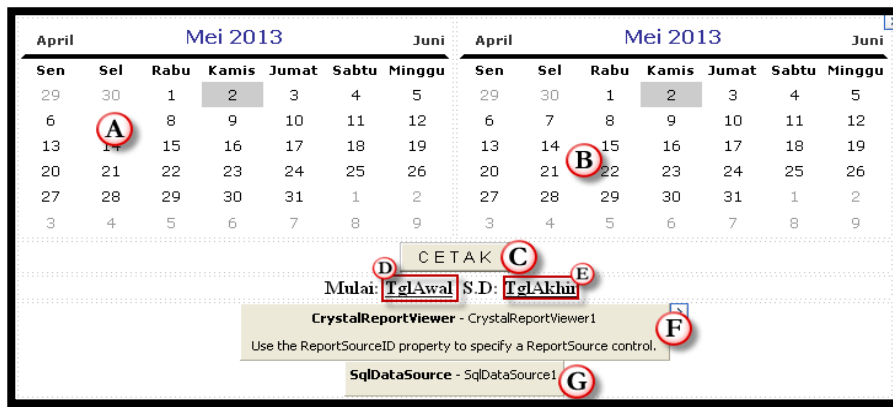 April Mei 2013 Juni April Mei 2013 Juni
Sen Sel Rabu Kamis Jumat Sabtu Minggu Sen Sel Rabu Kamis Jumat Sabtu Minggu
29 30 1 2 3 4 5 29 30 1 2 3 4 5
6 A 8 9 10 11 12 6 7 8 9 10 11 12
13 14 15 16 17 18 19 13 14 B 15 16 17 18 19
20 21 22 23 24 25 26 20 21 22 23 24 25 26
27 28 29 30 31 1 2 27 28 29 30 31 1 2
3 4 5 6 7 8 9 3 4 5 6 7 8 9
CETAK C
D E
Mulai: TglAwal S.D: TglAkhir
CrystalReportViewer - CrystalReportViewer1 F
Use the ReportSourceID property to specify a ReportSource control.
SqlDataSource - SqlDataSource1 G